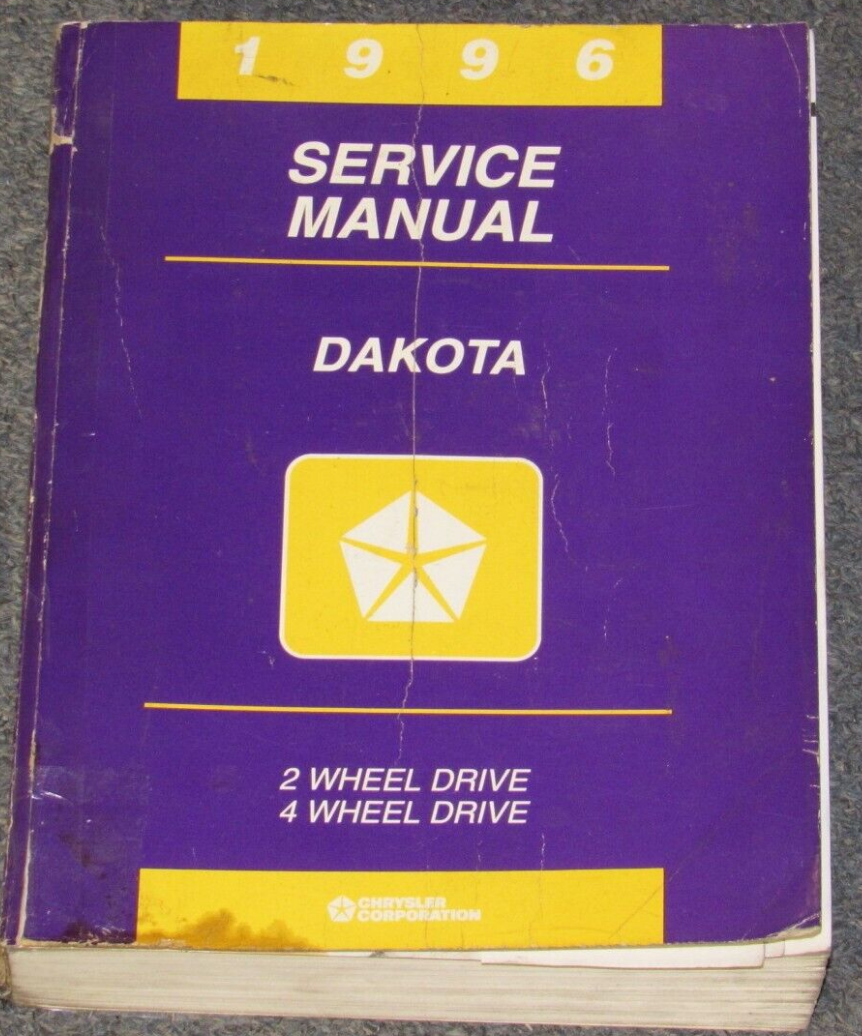 1 9 9 6
SERVICE
MANUAL
DAKOTA
2 WHEEL DRIVE
4 WHEEL DRIVE
CHRYSLER
CORPORATION